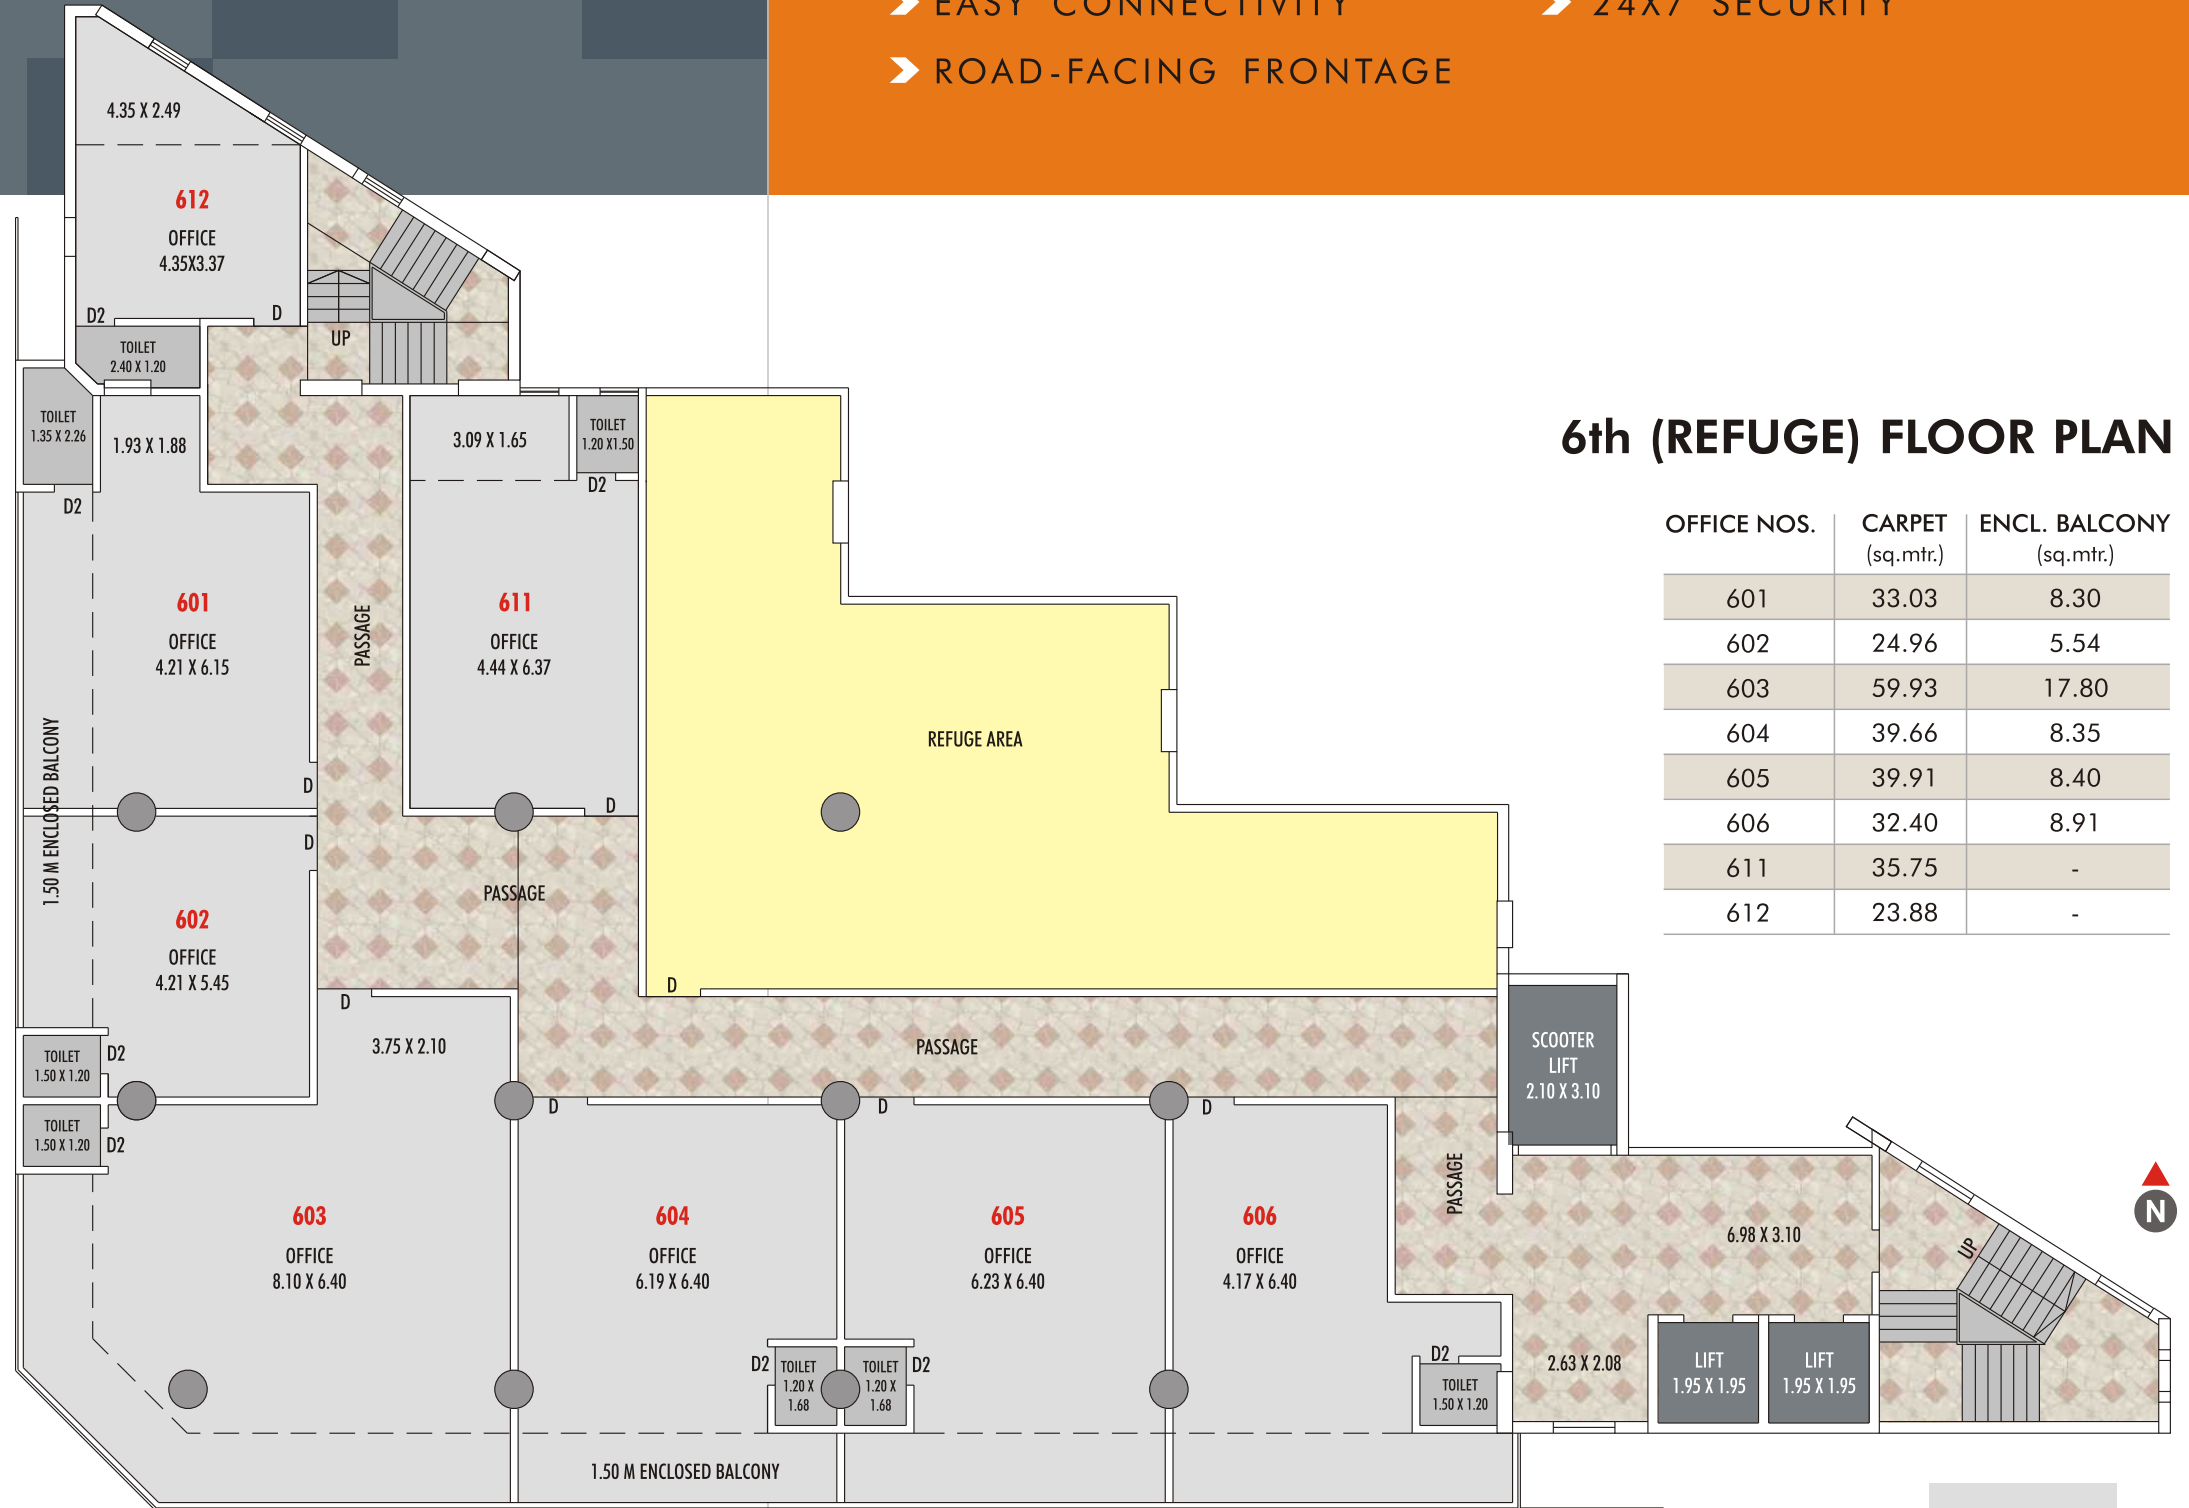 EASY CONNECTIVITY
24X7 SECURITY
ROAD-FACING FRONTAGE
4.35 X 2.49
612
OFFICE
4.35X3.37
D2
D
TOILET
2.40 X 1.20
UP
TOILET
1.35 X 2.26
1.93 X 1.88
D2
3.09 X 1.65
TOILET
1.20 X1.50
D2
6th (REFUGE) FLOOR PLAN
OFFICE NOS. CARPET ENCL. BALCONY
(sq.mtr.) (sq.mtr.)
601 33.03 8.30
602 24.96 5.54
603 59.93 17.80
604 39.66 8.35
605 39.91 8.40
606 32.40 8.91
611 35.75 -
612 23.88 -
601
OFFICE
4.21 X 6.15
D
PASSAGE
611
OFFICE
4.44 X 6.37
D
REFUGE AREA
D
1.50 M ENCLOSED BALCONY
D
602
OFFICE
4.21 X 5.45
PASSAGE
D
3.75 X 2.10
TOILET
1.50 X 1.20
D2
TOILET
1.50 X 1.20
D2
PASSAGE
SCOOTER
LIFT
2.10 X 3.10
D
D
D
603
OFFICE
8.10 X 6.40
604
OFFICE
6.19 X 6.40
605
OFFICE
6.23 X 6.40
606
OFFICE
4.17 X 6.40
PASSAGE
6.98 X 3.10
UP
N
D2
TOILET
1.20 X
1.68
TOILET
1.20 X
1.68
D2
D2
TOILET
1.50 X 1.20
2.63 X 2.08
LIFT
1.95 X 1.95
LIFT
1.95 X 1.95
1.50 M ENCLOSED BALCONY